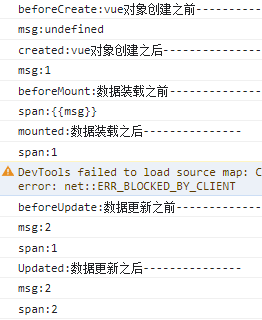 beforeCreate:vue对象创建之前-----------
msg:undefined
created:vue对象创建之后---------------
msg:1
beforeMount:数据装载之前-----------
span:{{msg}}
mounted:数据装载之后---------------
span:1
DevTools failed to load source map: C
error: net::ERR_BLOCKED_BY_CLIENT
beforeUpdate:数据更新之前-------------
msg:2
span:1
Updated:数据更新之后---------------
msg:2
span:2